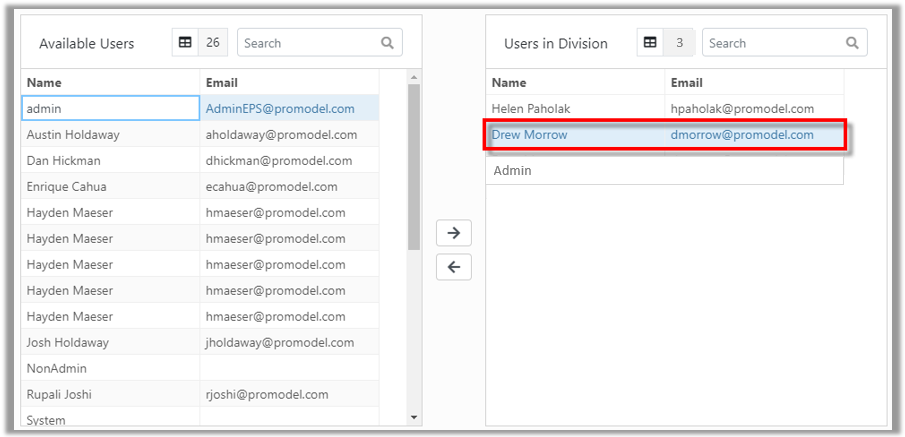 Available Users 26 Search
Name Email
admin AdminEPS@promodel.com
Austin Holdaway aholdaway@promodel.com
Dan Hickman dhickman@promodel.com
Enrique Cahua ecahua@promodel.com
Hayden Maeser hmaeser@promodel.com
Hayden Maeser hmaeser@promodel.com
Hayden Maeser hmaeser@promodel.com
Hayden Maeser hmaeser@promodel.com
Hayden Maeser hmaeser@promodel.com
Josh Holdaway jholdaway@promodel.com
NonAdmin
Rupali Joshi rjoshi@promodel.com
System
Users in Division 3 Search
Name Email
Helen Paholak hpaholak@promodel.com
Drew Morrow dmorrow@promodel.com
Admin